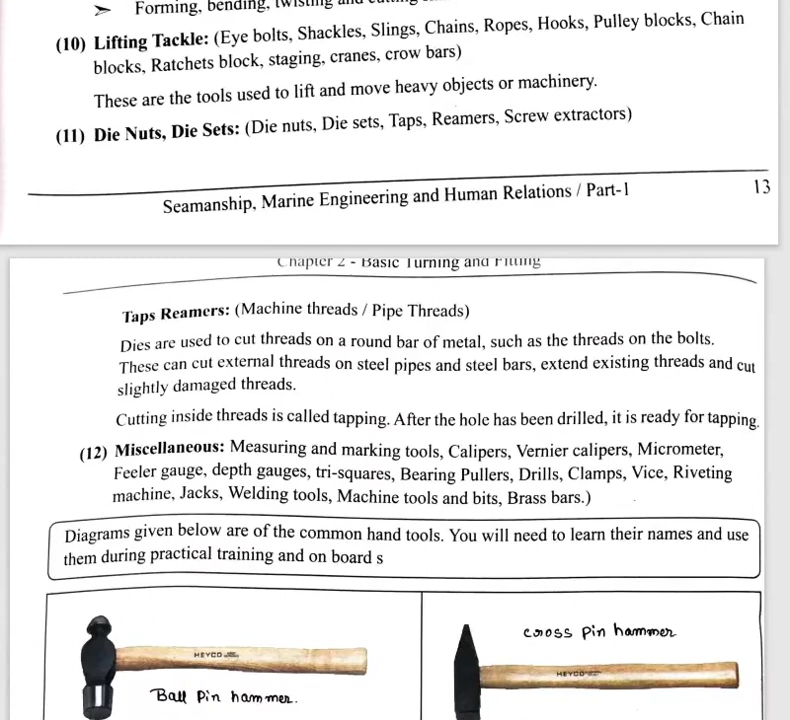 ➢ Forming, bending, twisting and cutting
(10) Lifting Tackle: (Eye bolts, Shackles, Slings, Chains, Ropes, Hooks, Pulley blocks, Chain
blocks, Ratchets block, staging, cranes, crow bars)
These are the tools used to lift and move heavy objects or machinery.
(11) Die Nuts, Die Sets: (Die nuts, Die sets, Taps, Reamers, Screw extractors)
Seamanship, Marine Engineering and Human Relations / Part-1
13
Chapter 2 - Basic Turning and Fitting
Taps Reamers: (Machine threads / Pipe Threads)
Dies are used to cut threads on a round bar of metal, such as the threads on the bolts.
These can cut external threads on steel pipes and steel bars, extend existing threads and cut
slightly damaged threads.
Cutting inside threads is called tapping. After the hole has been drilled, it is ready for tapping.
(12) Miscellaneous: Measuring and marking tools, Calipers, Vernier calipers, Micrometer,
Feeler gauge, depth gauges, tri-squares, Bearing Pullers, Drills, Clamps, Vice, Riveting
machine, Jacks, Welding tools, Machine tools and bits, Brass bars.)
Diagrams given below are of the common hand tools. You will need to learn their names and use
them during practical training and on board s
cross pin hammer
HEYCO
HEYCO
Ball pin hammer.